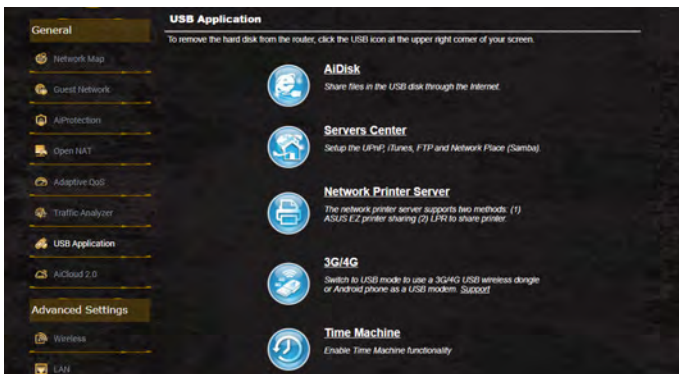 General
Network Map
Guest Network
AiProtection
Open NAT
Adaptive QoS
Traffic Analyzer
USB Application
AiCloud 2.0
Advanced Settings
Wireless
LAN
USB Application
To remove the hard disk from the router, click the USB icon at the upper right corner of your screen.
AiDisk
Share files in the USB disk through the Internet.
Servers Center
Setup the UPnP, iTunes, FTP and Network Place (Samba).
Network Printer Server
The network printer server supports two methods: (1)
ASUS EZ printer sharing (2) LPR to share printer.
3G/4G
Switch to USB mode to use a 3G/4G USB wireless dongle
or Android phone as a USB modem. Support
Time Machine
Enable Time Machine functionality